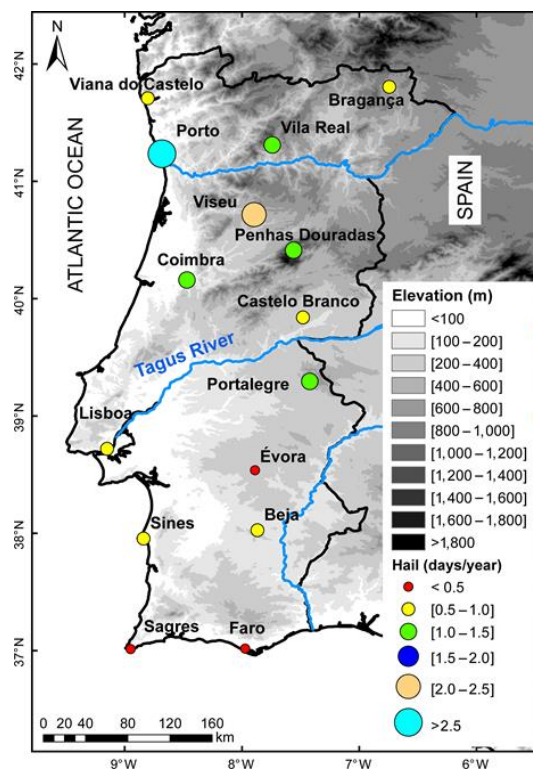 N
42°N
41°N
40°N
39°N
38°N
37°N
ATLANTIC OCEAN
SPAIN
Viana do Castelo
Bragança
Porto
Vila Real
Viseu
Penhas Douradas
Coimbra
Castelo Branco
Tagus River
Portalegre
Lisboa
Évora
Sines
Beja
Sagres
Faro
Elevation (m)
<100
[100 – 200]
[200 – 400]
[400 – 600]
[600 – 800]
[800 – 1,000]
[1,000 – 1,200]
[1,200 – 1,400]
[1,400 – 1,600]
[1,600 – 1,800]
>1,800
Hail (days/year)
< 0.5
[0.5 – 1.0]
[1.0 – 1.5]
[1.5 – 2.0]
[2.0 – 2.5]
>2.5
0 20 40 80 120 160
km
9°W 8°W 7°W 6°W